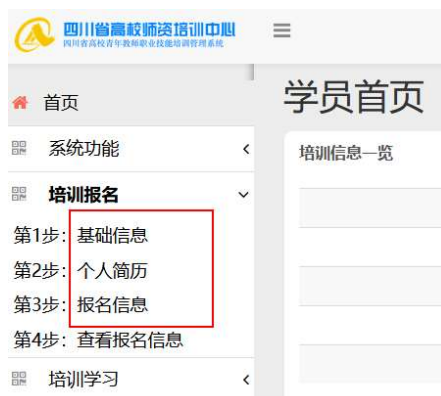 四川省高校师资培训中心
四川省高校青年教师职业技能培训管理系统
首页
系统功能
培训报名
第1步：基础信息
第2步：个人简历
第3步：报名信息
第4步：查看报名信息
培训学习
学员首页
培训信息一览